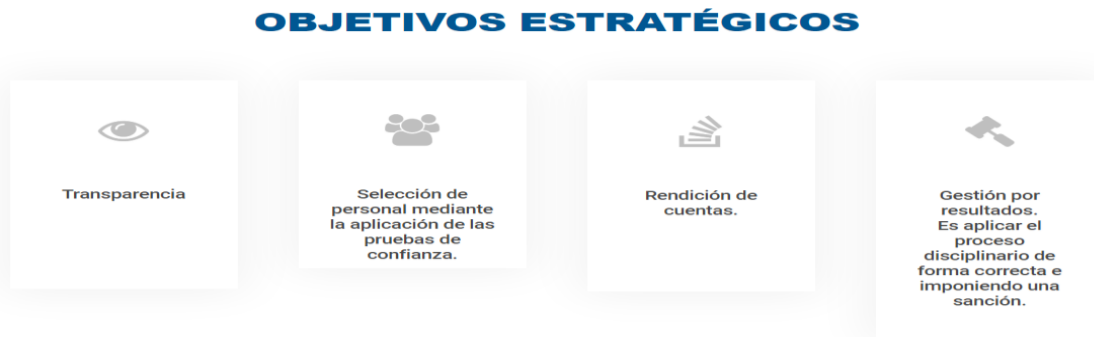 OBJETIVOS ESTRATÉGICOS
Transparencia
Selección de
personal mediante
la aplicación de las
pruebas de
confianza.
Rendición de
cuentas.
Gestión por
resultados.
Es aplicar el
proceso
disciplinario de
forma correcta e
imponiendo una
sanción.